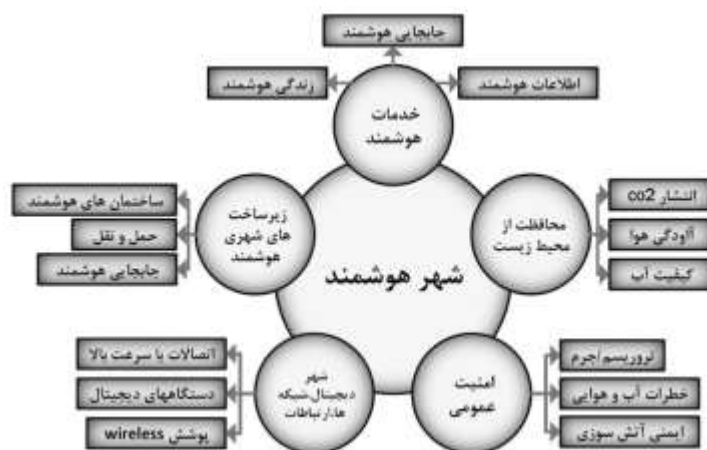 جابجایی هوشمند
زندگی هوشمند
اطلاعات هوشمند
خدمات
هوشمند
ساختمان های هوشمند
حمل و نقل
جابجایی هوشمند
زیرساخت
های شهری
هوشمند
محافظت از
محیط زیست
انتشار co2
آاودگی هوا
کیفیت آب
شهر هوشمند
اتصالات با سرعت بالا
دستگاههای دیجیتال
پوشش wireless
شهر
دیجیتال،شبکه
ها،ارتباطات
امنیت
عمومی
تروریسم/جرم
خطرات آب و هوایی
ایمنی آتش سوزی